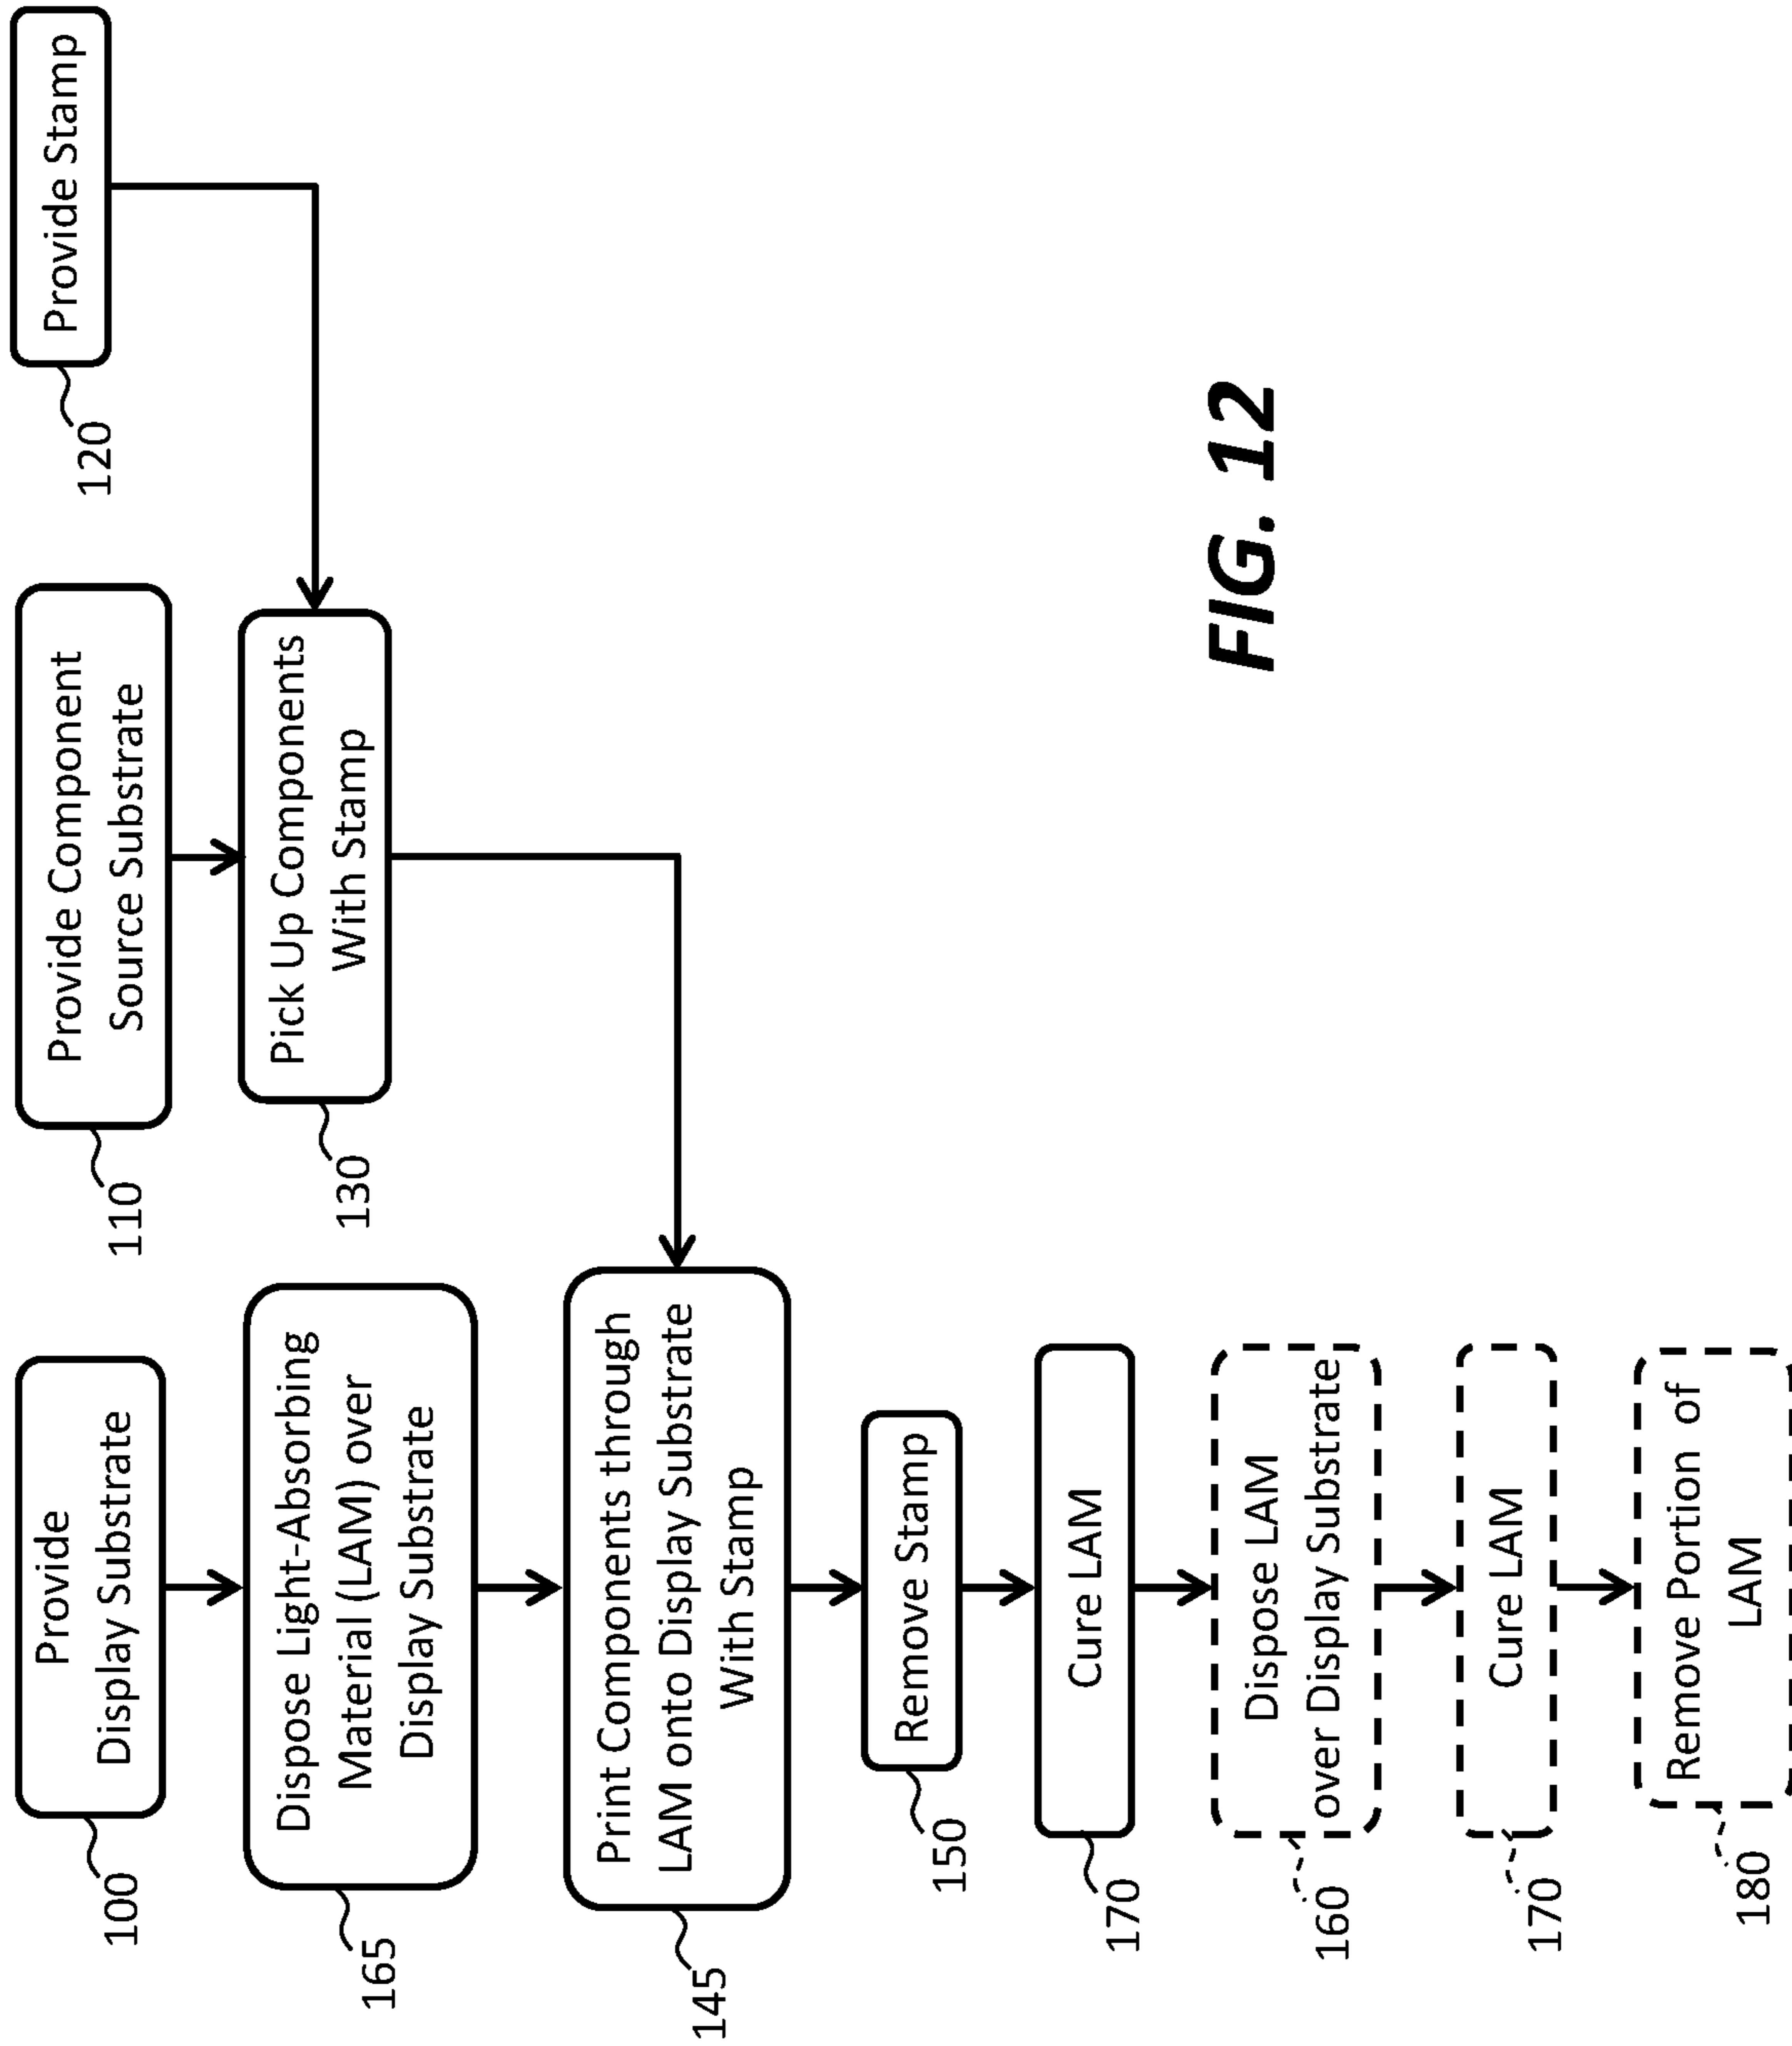 100
Provide
Display Substrate
110
Provide Component
Source Substrate
120
Provide Stamp
165
Dispose Light-Absorbing
Material (LAM) over
Display Substrate
130
Pick Up Components
With Stamp
145
Print Components through
LAM onto Display Substrate
With Stamp
150
Remove Stamp
170
Cure LAM
160
Dispose LAM
over Display Substrate
170
Cure LAM
180
Remove Portion of
LAM
FIG. 12